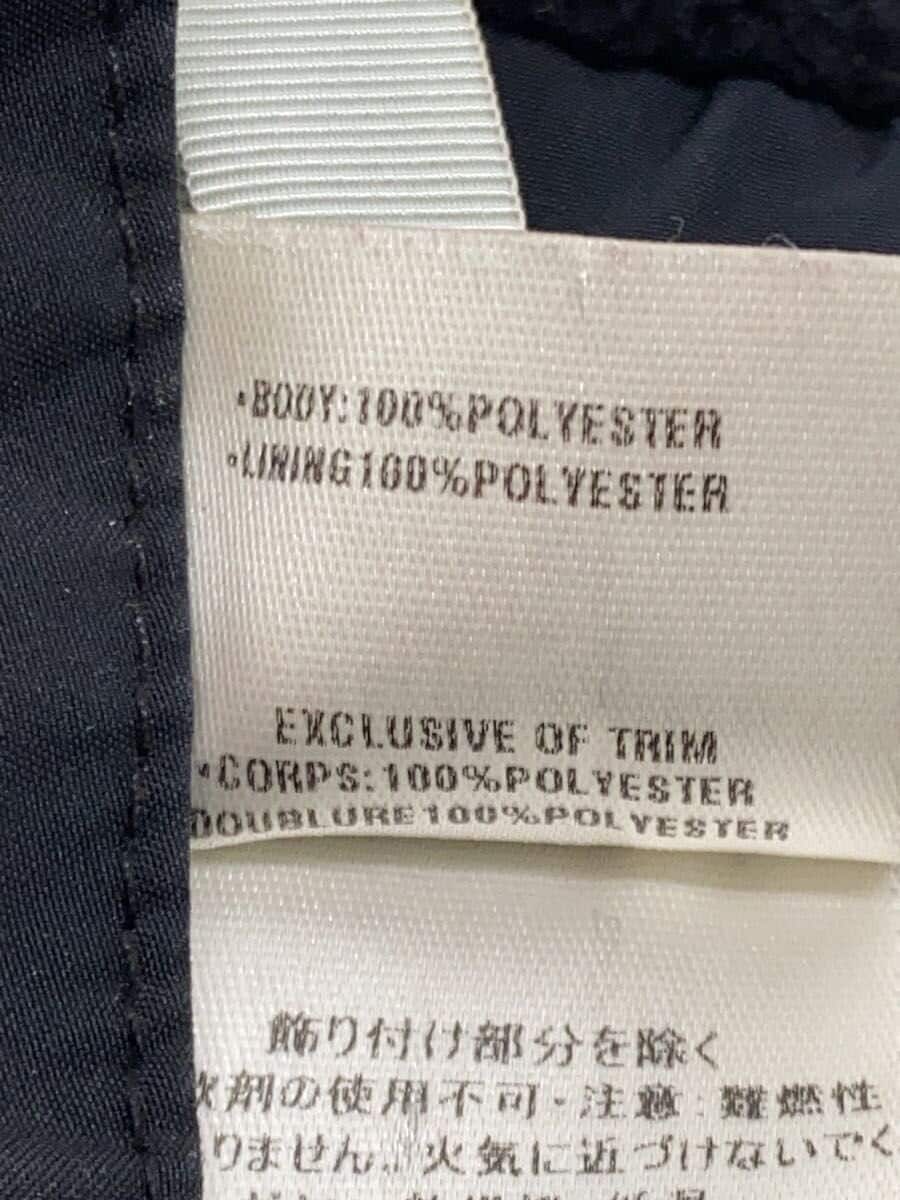 ·BODY:100%POLYESTER
·LINING100%POLYESTER
EXCLUSIVE OF TRIM
·CORPS:100%POLYESTER
DOUBLURE100%POLYESTER
飾り付け部分を除く
剤の使用不可・注意：難燃性
りません。火気に近づけないでく